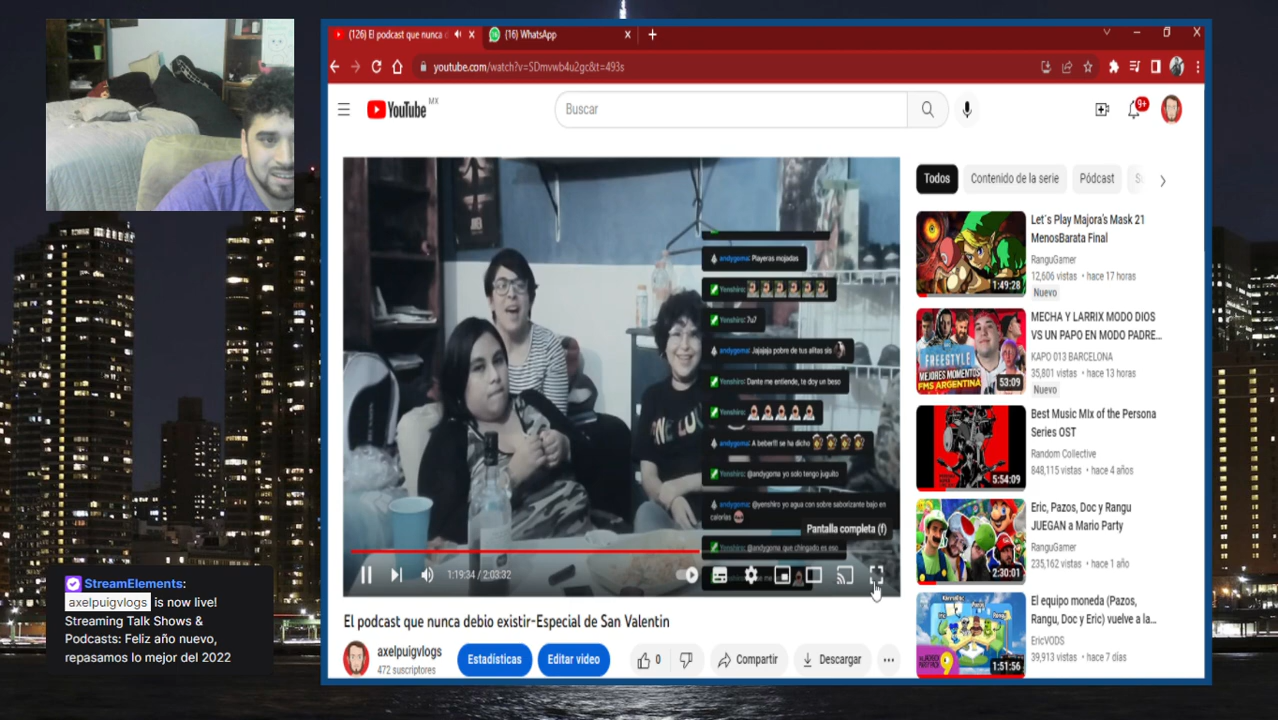 (126) El podcast que nunca d
(16) WhatsApp
youtube.com/watch?v=SDmvwb4u2gc&t=493s
YouTube MX
Buscar
9+
Todos
Contenido de la serie
Pódcast
andygoma: Playeras mojadas
Yenshiro:
Yenshiro: 7u7
andygoma: Jajajaja pobre de tus alitas sis
Yenshiro: Dante me entiende, te doy un beso
Yenshiro:
andygoma: A beber!!! se ha dicho
Yenshiro: @andygoma yo solo tengo juguito
andygoma: @yenshiro yo agua con sobre saborizante bajo en
calorías
Pantalla completa (f)
Yenshiro: @andygoma que chingado es eso
1:19:34 / 2:03:32
El podcast que nunca debio existir-Especial de San Valentin
axelpuigvlogs
472 suscriptores
Estadísticas
Editar video
0
Compartir
Descargar
Let´s Play Majora's Mask 21
MenosBarata Final
RanguGamer
12,606 vistas • hace 17 horas
Nuevo
1:49:28
MECHA Y LARRIX MODO DIOS
VS UN PAPO EN MODO PADRE...
KAPO 013 BARCELONA
35,801 vistas • hace 13 horas
Nuevo
FREESTYLE
MEJORES MOMENTOS
FMS ARGENTINA
53:09
Best Music MIx of the Persona
Series OST
Random Collective
848,115 vistas • hace 4 años
5:54:09
Eric, Pazos, Doc y Rangu
JUEGAN a Mario Party
RanguGamer
235,162 vistas • hace 7 días
2:30:01
El equipo moneda (Pazos,
Rangu, Doc y Eric) vuelve a la...
EricVODS
39,913 vistas • hace 7 días
1:51:56
StreamElements:
axelpuigvlogs is now live!
Streaming Talk Shows &
Podcasts: Feliz año nuevo,
repasamos lo mejor del 2022